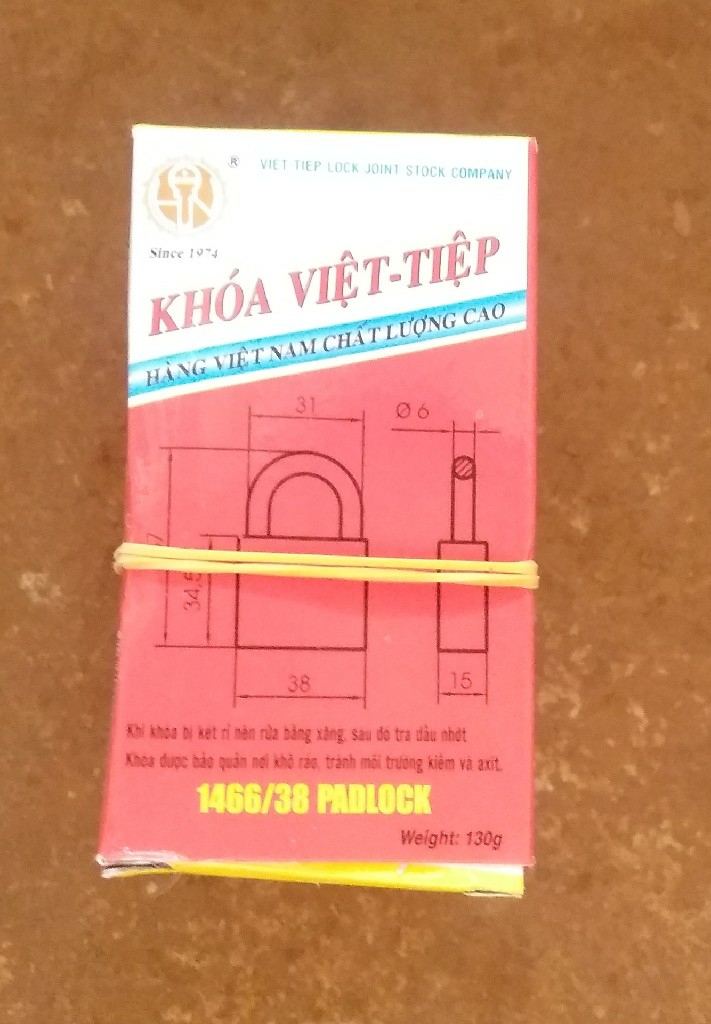 ®
VIET-TIEP LOCK JOINT STOCK COMPANY
Since 1974
KHÓA VIỆT-TIỆP
HÀNG VIỆT NAM CHẤT LƯỢNG CAO
31
Ø 6
34,5
38
15
Khi khóa bị kẹt rỉ nên rửa bằng xăng, sau đó tra dầu nhớt
Khóa được bảo quản nơi khô ráo, tránh môi trường kiềm và axit.
1466/38 PADLOCK
Weight: 130g